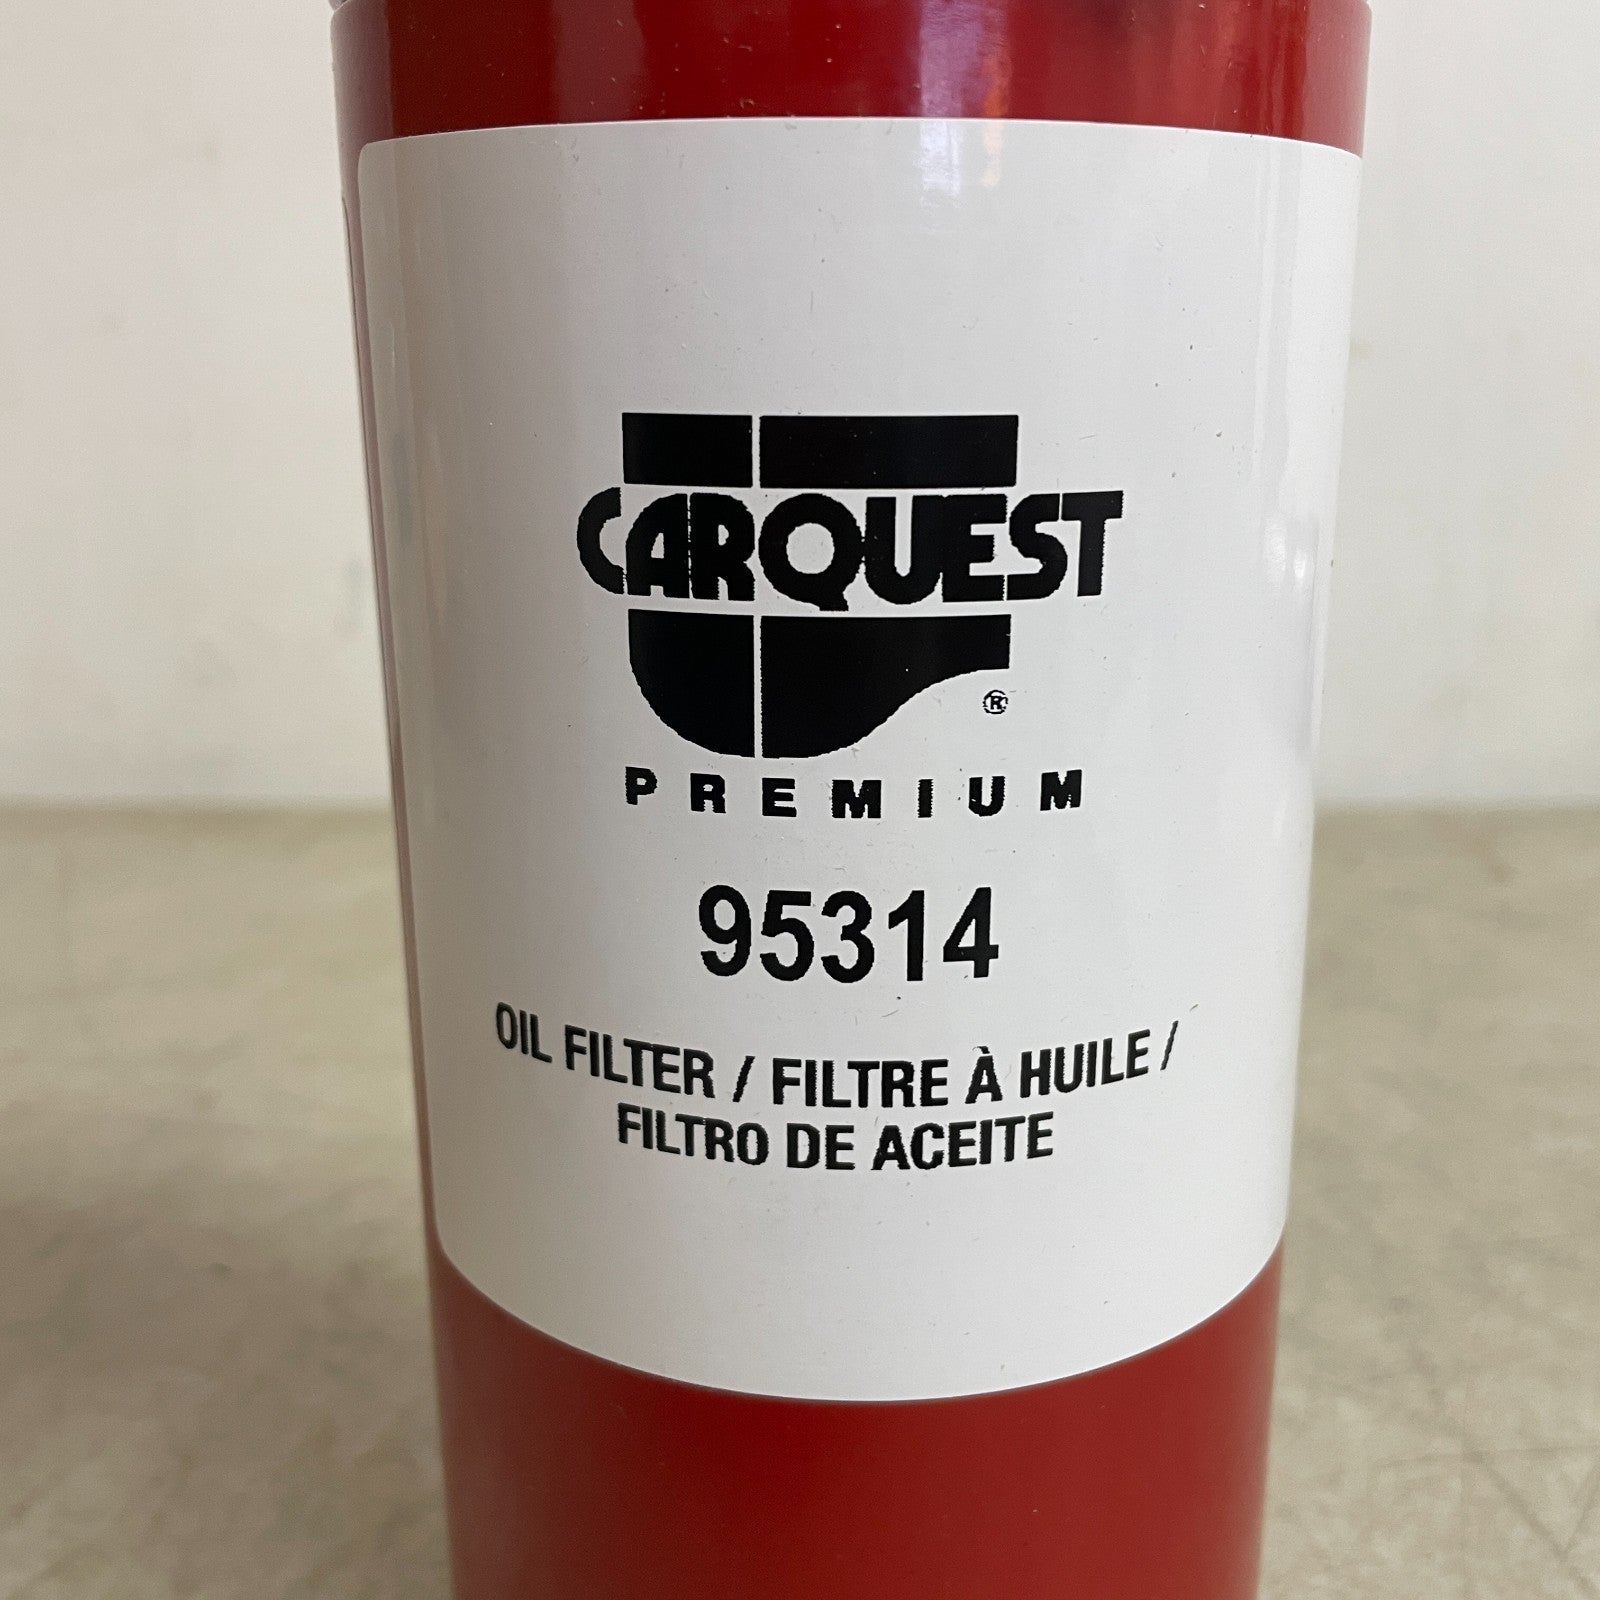 CARQUEST
®
PREMIUM
95314
OIL FILTER / FILTRE À HUILE /
FILTRO DE ACEITE